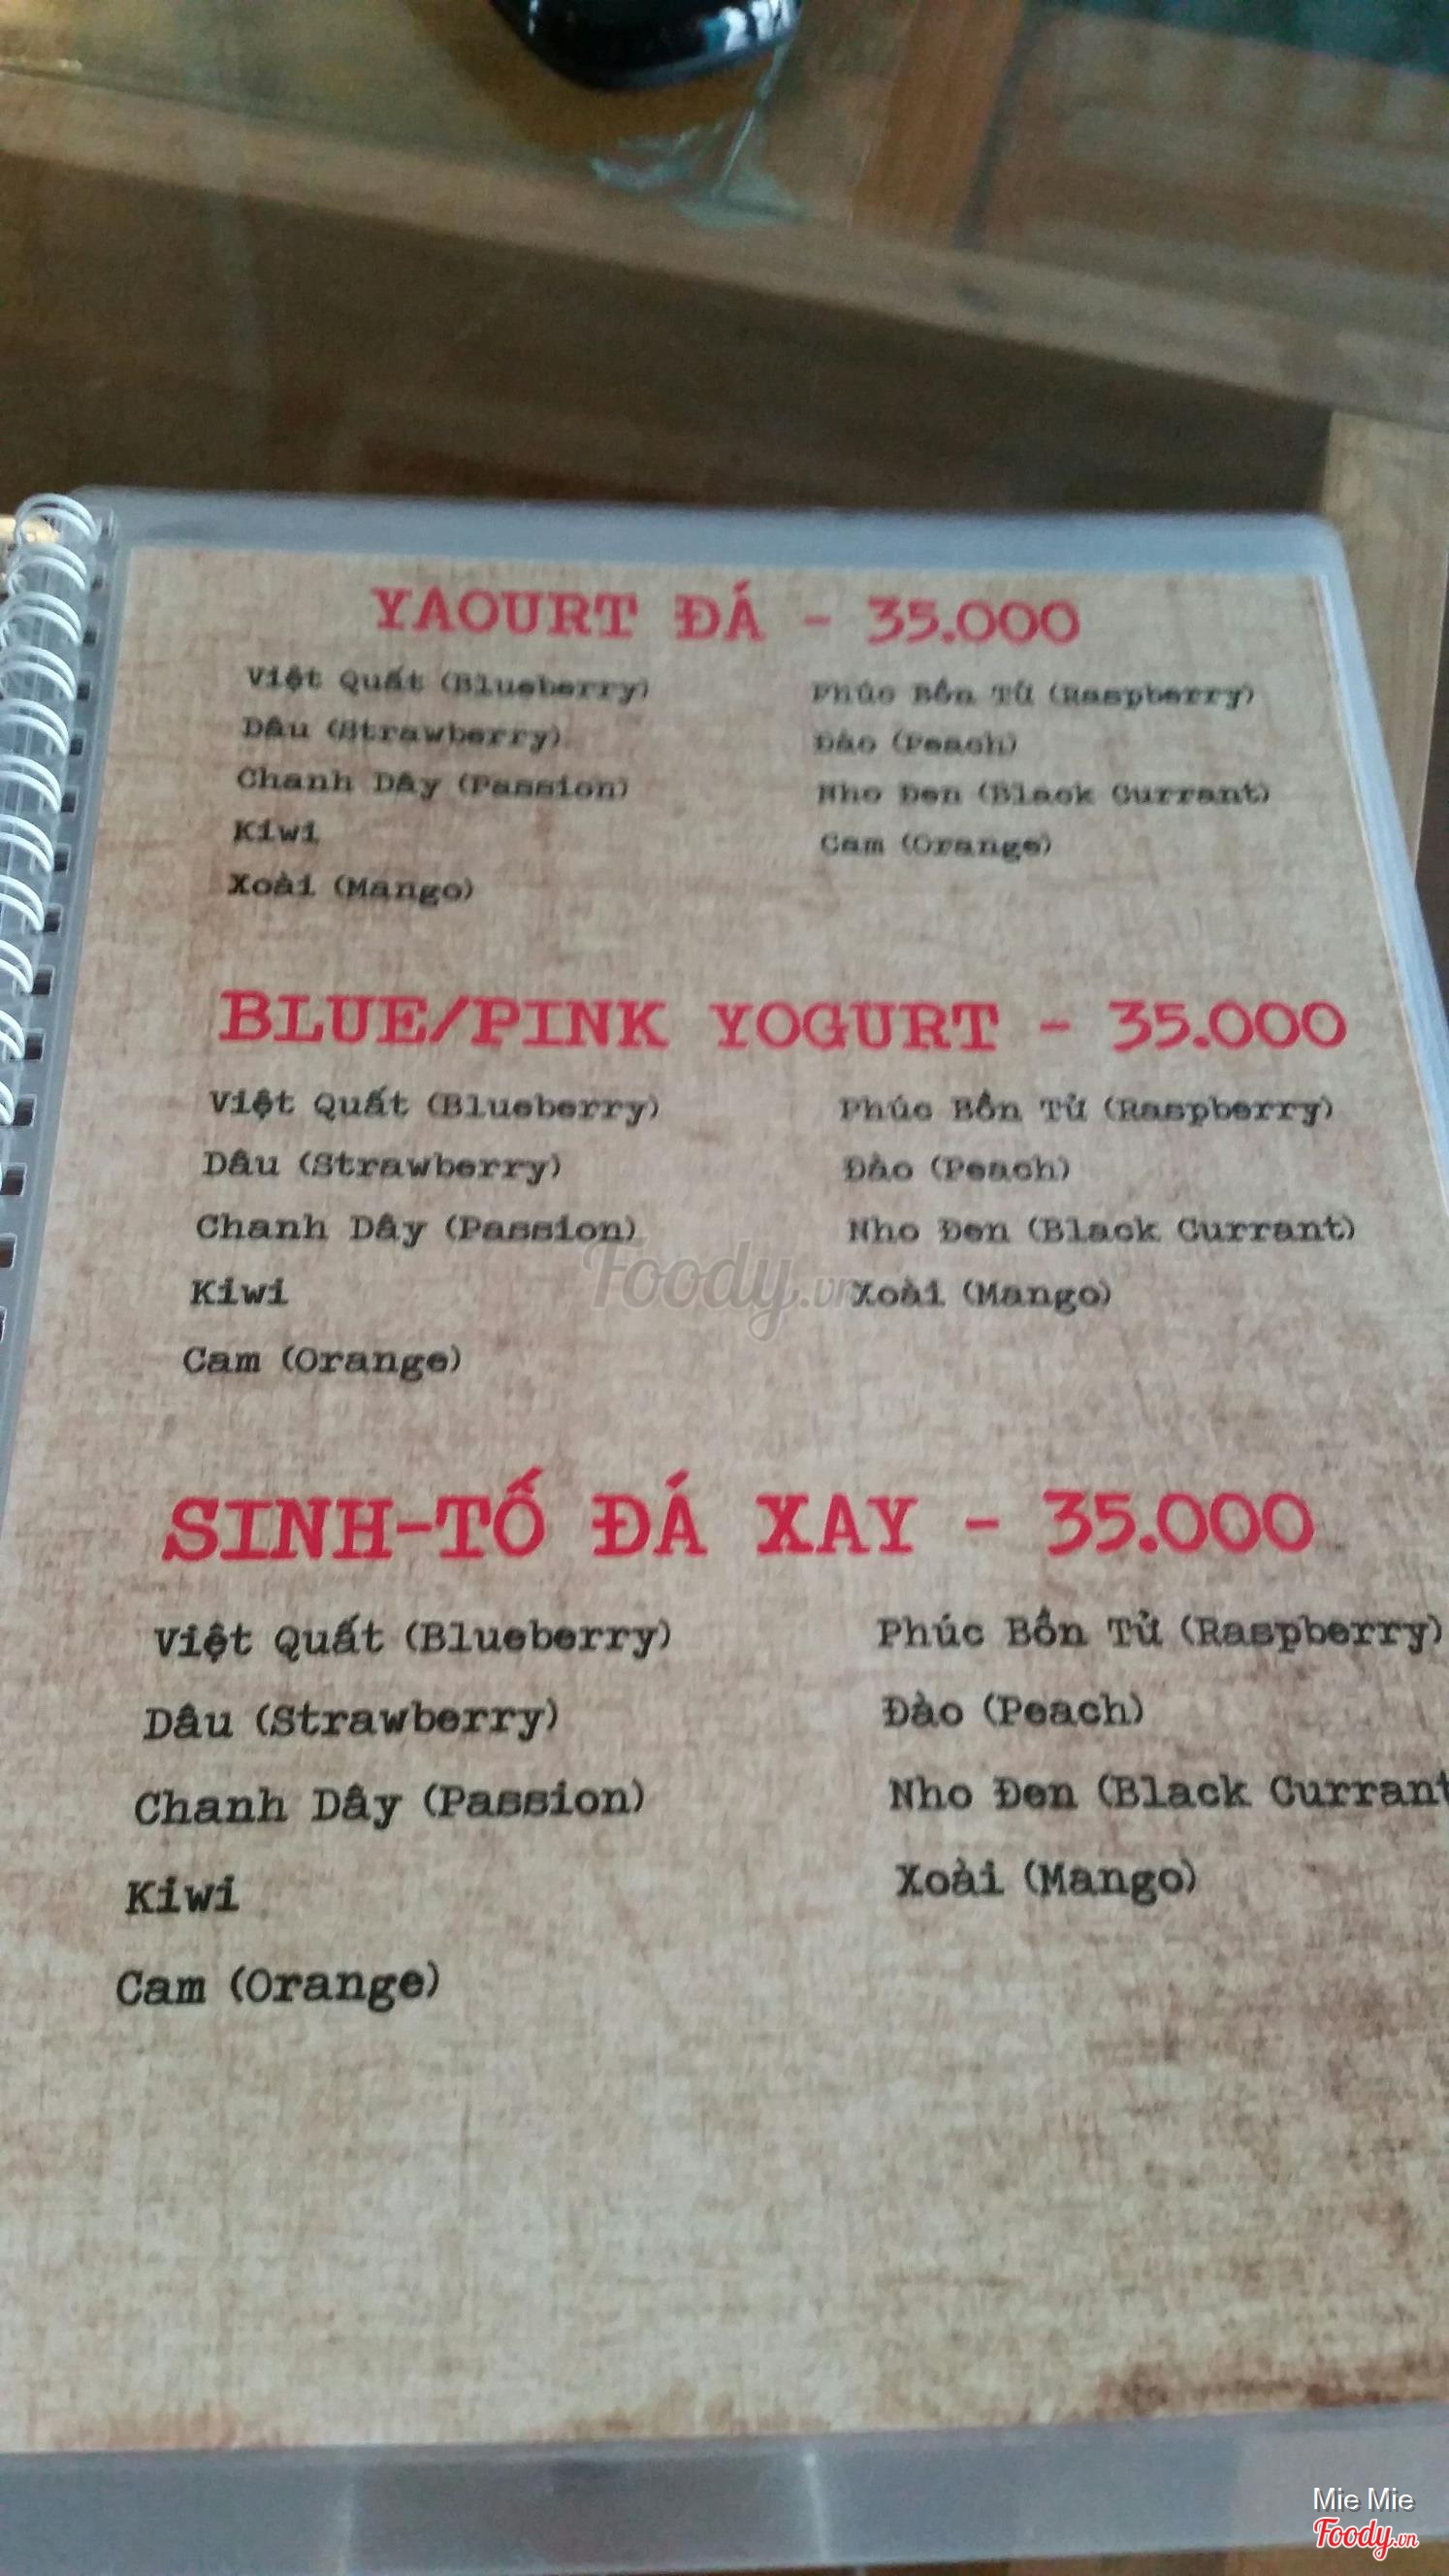 YAOURT ĐÁ - 35.000
Việt Quất (Blueberry)
Dâu (Strawberry)
Chanh Dây (Passion)
Kiwi
Xoài (Mango)
Phúc Bồn Tử (Raspberry)
Đào (Peach)
Nho Đen (Black Currant)
Cam (Orange)
BLUE/PINK YOGURT - 35.000
Việt Quất (Blueberry)
Dâu (Strawberry)
Chanh Dây (Passion)
Kiwi
Cam (Orange)
Phúc Bồn Tử (Raspberry)
Đào (Peach)
Nho Đen (Black Currant)
Xoài (Mango)
Foody.vn
SINH-TỐ ĐÁ XAY - 35.000
Việt Quất (Blueberry)
Dâu (Strawberry)
Chanh Dây (Passion)
Kiwi
Cam (Orange)
Phúc Bồn Tử (Raspberry)
Đào (Peach)
Nho Đen (Black Currant
Xoài (Mango)
Mie Mie
Foody.vn